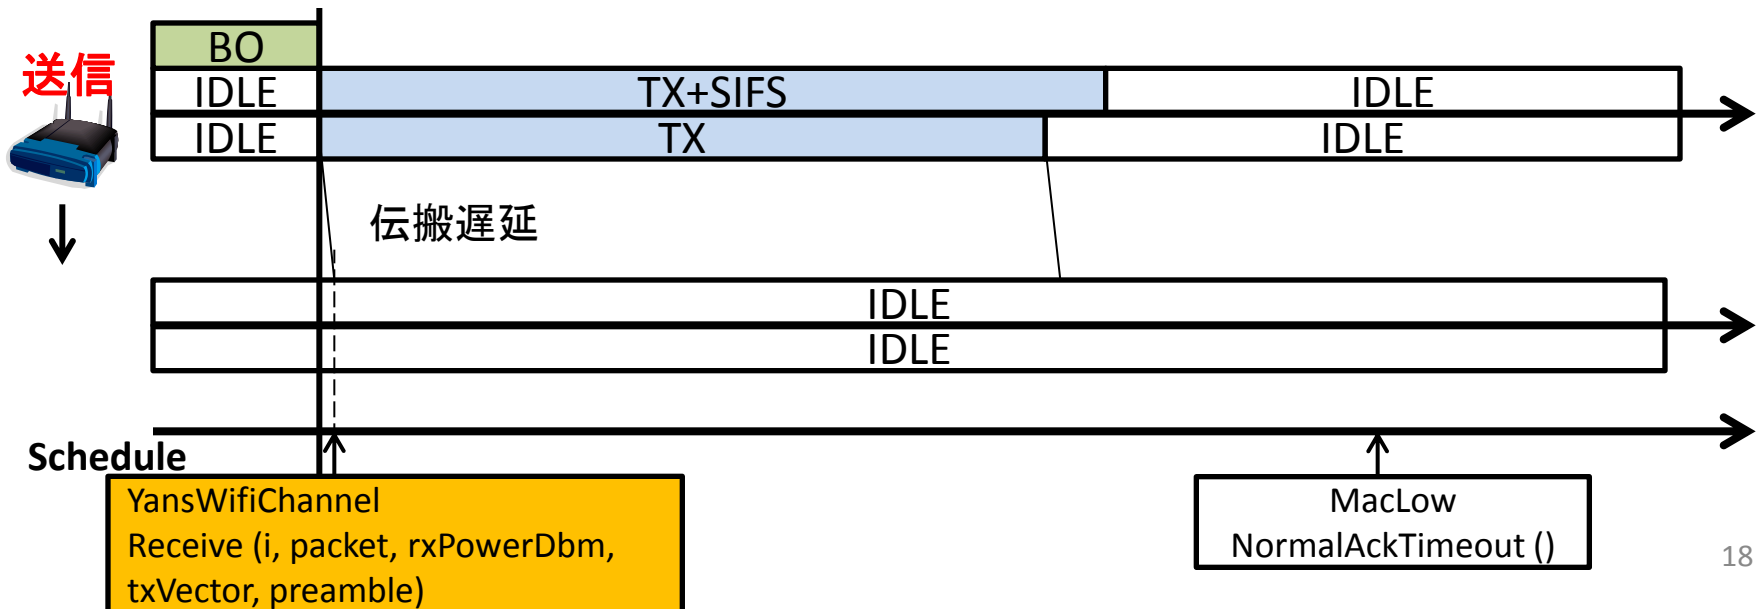 BO
送信
IDLE
TX+SIFS
IDLE
IDLE
TX
IDLE
伝搬遅延
IDLE
IDLE
Schedule
YansWifiChannel
Receive (i, packet, rxPowerDbm,
txVector, preamble)
MacLow
NormalAckTimeout ()
18